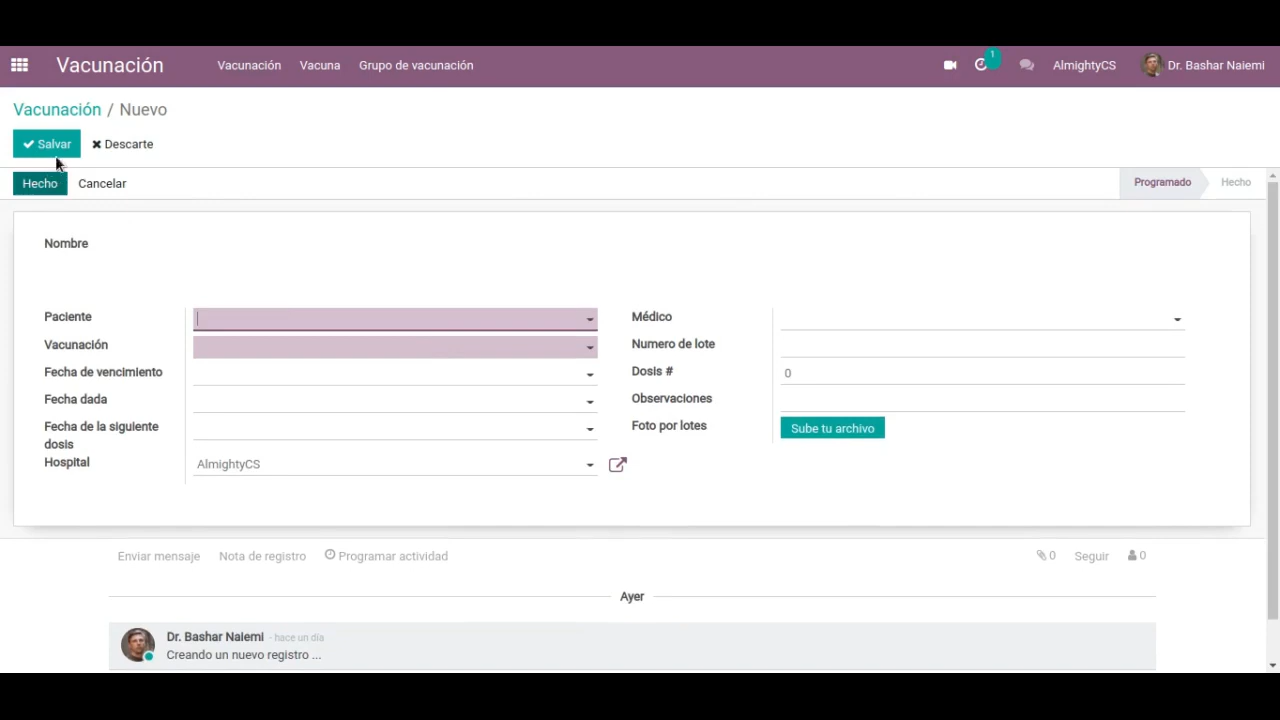 Vacunación Vacunación Vacuna Grupo de vacunación 1 AlmightyCS Dr. Bashar Naiemi
Vacunación / Nuevo
Salvar Descarte
Hecho Cancelar Programado Hecho
Nombre
Paciente
Vacunación
Fecha de vencimiento
Fecha dada
Fecha de la siguiente
dosis
Hospital AlmightyCS
Médico
Numero de lote
Dosis # 0
Observaciones
Foto por lotes Sube tu archivo
Enviar mensaje Nota de registro Programar actividad 0 Seguir 0
Ayer
Dr. Bashar Naiemi - hace un día
Creando un nuevo registro ...